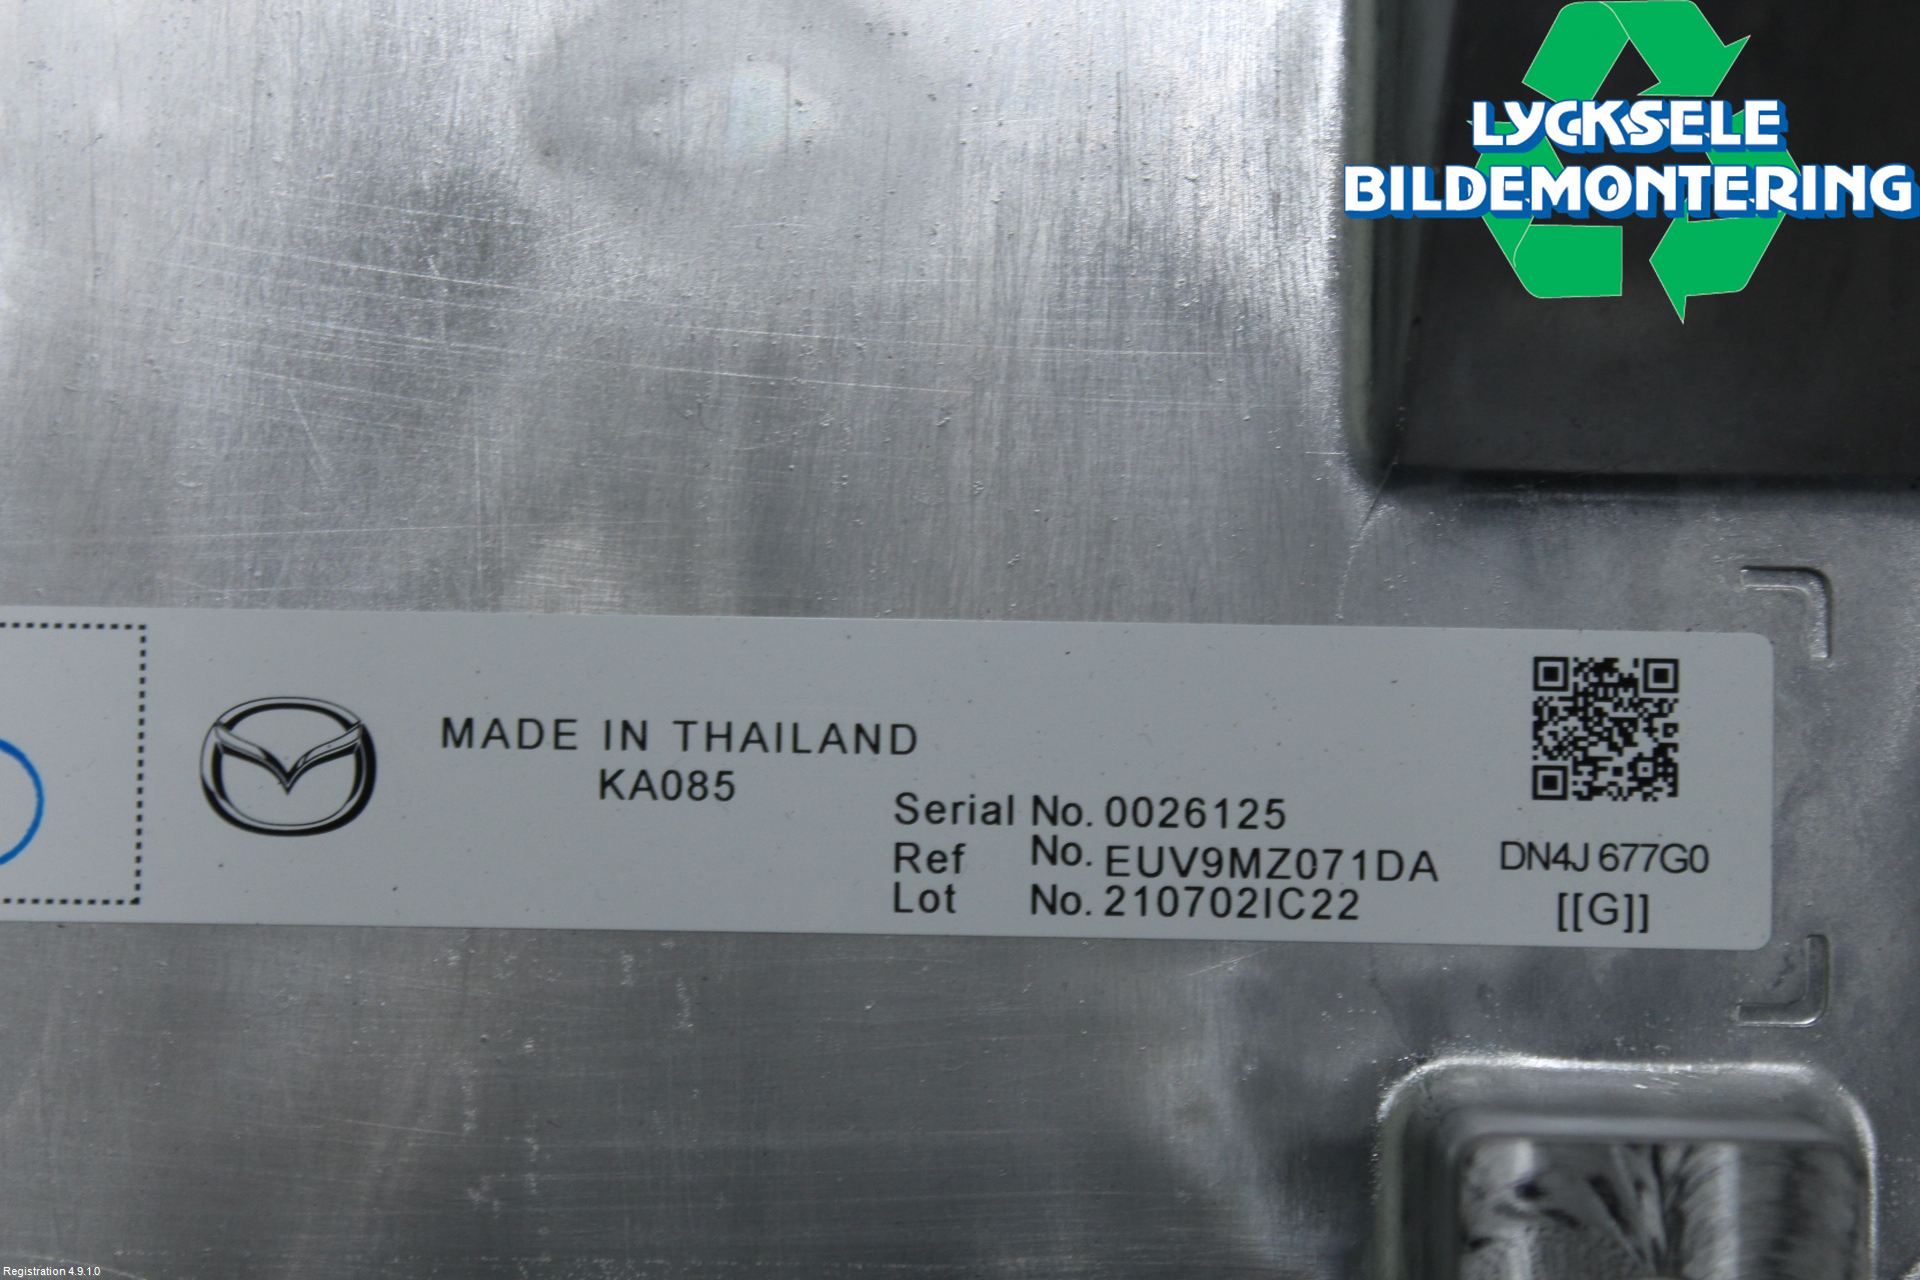 LYCKSELE
BILDEMONTERING
MADE IN THAILAND
KA085
Serial No. 0026125
Ref No. EUV9MZ071DA
Lot No. 210702IC22
DN4J 677G0
[[G]]
Registration 4.9.1.0